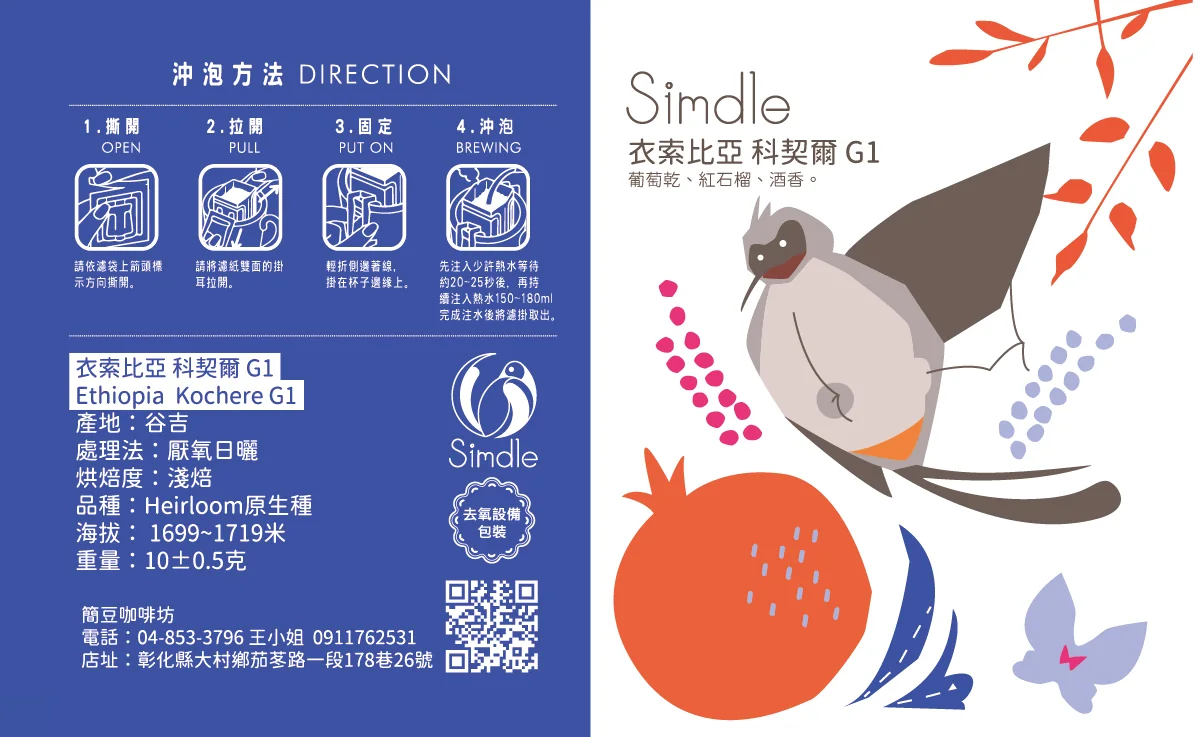 沖泡方法 DIRECTION
1.撕開
OPEN
請依濾袋上箭頭標
示方向撕開。
2.拉開
PULL
請將濾紙雙面的掛
耳拉開。
3.固定
PUT ON
輕折側邊著線，
掛在杯子邊緣上。
4.沖泡
BREWING
先注入少許熱水等待
約20~25秒後，再持
續注入熱水150~180ml
完成注水後將濾掛取出。
衣索比亞 科契爾 G1
Ethiopia Kochere G1
產地：谷吉
處理法：厭氧日曬
烘焙度：淺焙
品種：Heirloom原生種
海拔： 1699~1719米
重量：10±0.5克
Simdle
去氧設備
包裝
簡豆咖啡坊
電話：04-853-3796 王小姐 0911762531
店址：彰化縣大村鄉茄苳路一段178巷26號
Simdle
衣索比亞 科契爾 G1
葡萄乾、紅石榴、酒香。